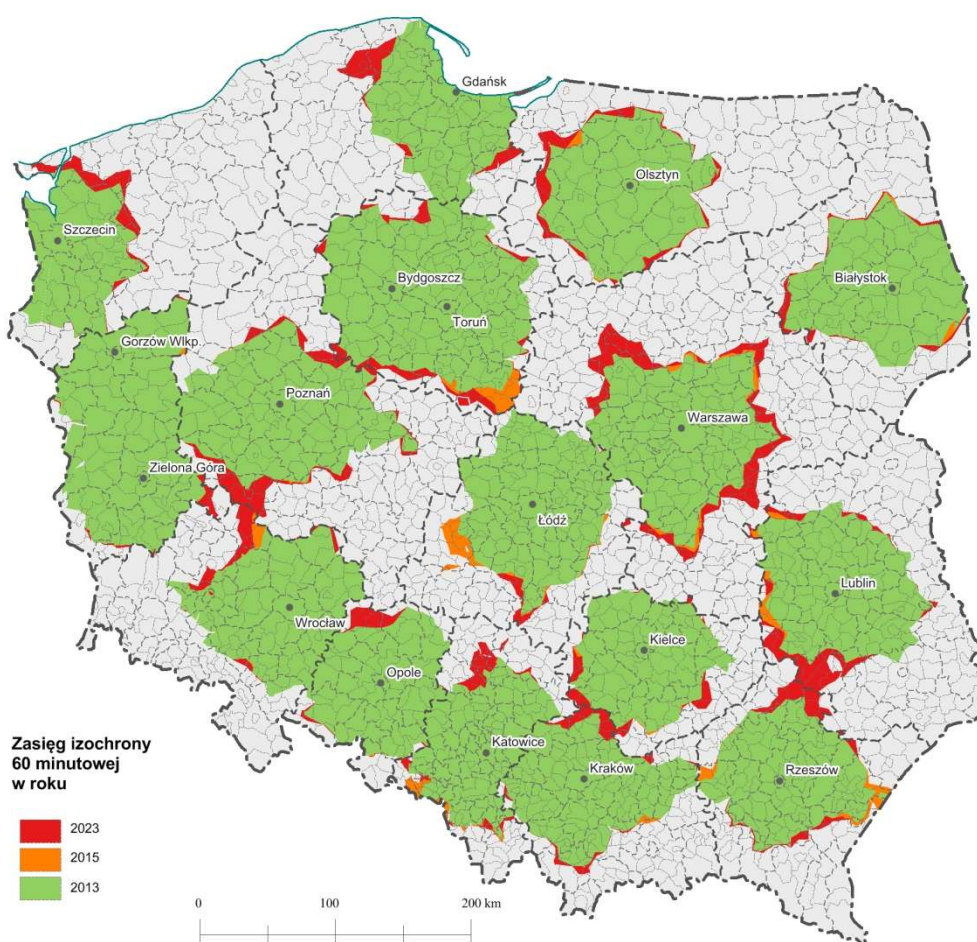 Gdańsk
Olsztyn
Szczecin
Białystok
Bydgoszcz
Toruń
Gorzów Wlkp.
Poznań
Warszawa
Zielona Góra
Łódź
Lublin
Wrocław
Kielce
Opole
Katowice
Kraków
Rzeszów
Zasięg izochrony
60 minutowej
w roku
2023
2015
2013
0 100 200 km